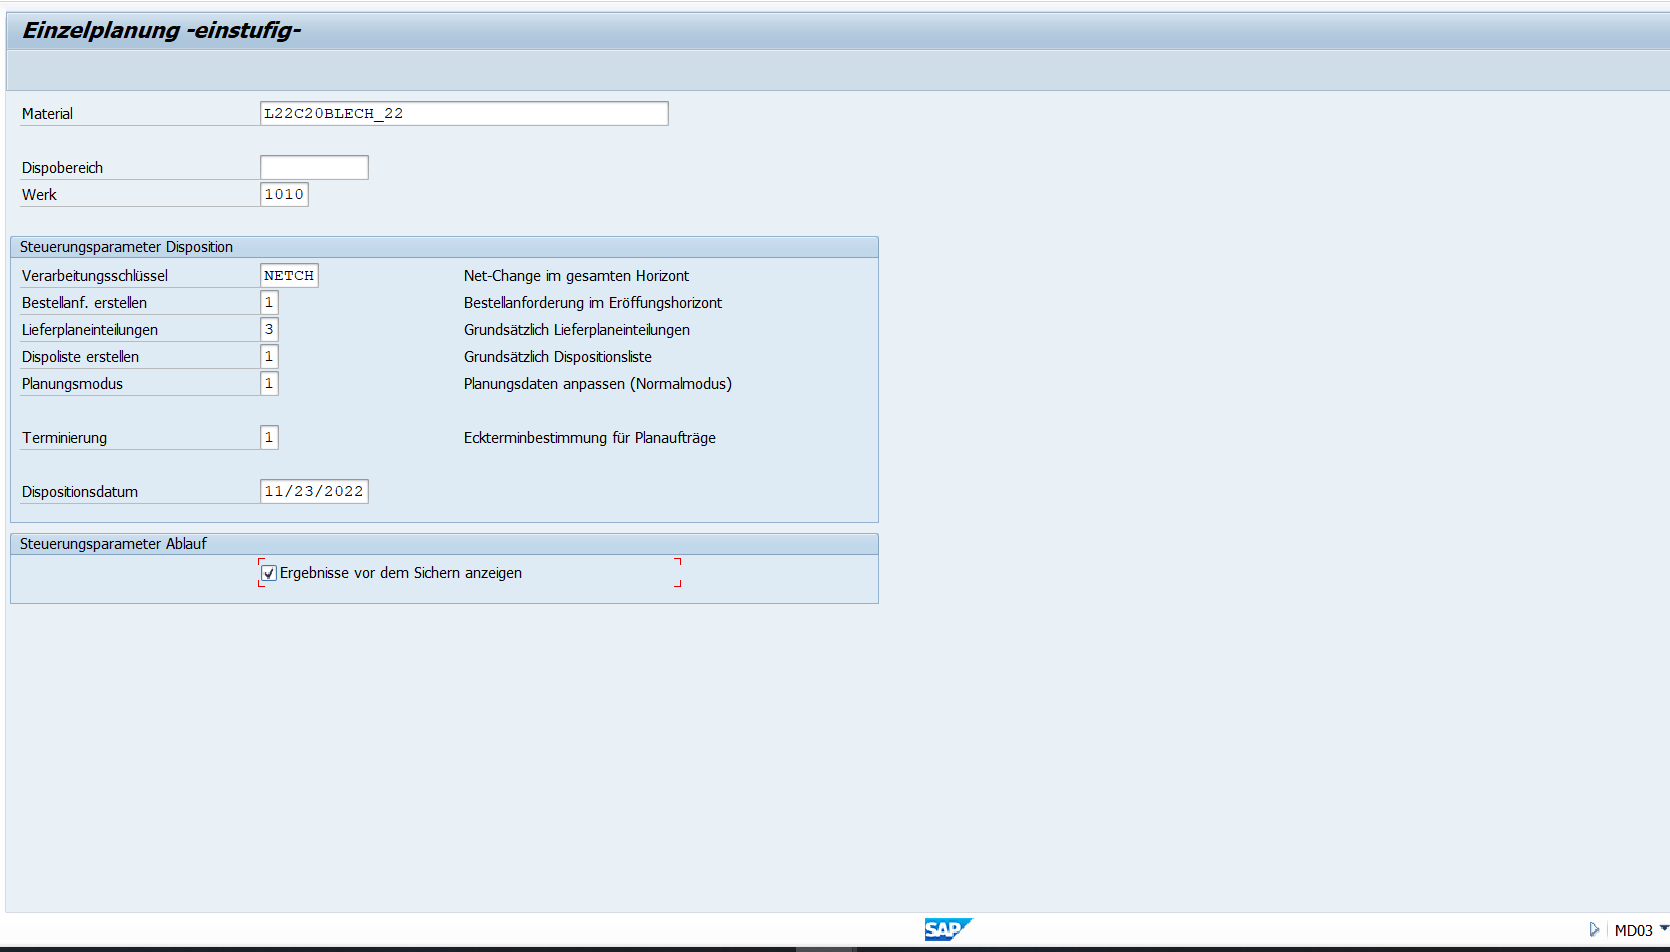 Einzelplanung -einstufig-
Material L22C20BLECH_22
Dispobereich
Werk 1010
Steuerungsparameter Disposition
Verarbeitungsschlüssel NETCH Net-Change im gesamten Horizont
Bestellanf. erstellen 1 Bestellanforderung im Eröffungshorizont
Lieferplaneinteilungen 3 Grundsätzlich Lieferplaneinteilungen
Dispoliste erstellen 1 Grundsätzlich Dispositionsliste
Planungsmodus 1 Planungsdaten anpassen (Normalmodus)
Terminierung 1 Eckterminbestimmung für Planaufträge
Dispositionsdatum 11/23/2022
Steuerungsparameter Ablauf
Ergebnisse vor dem Sichern anzeigen
SAP MD03